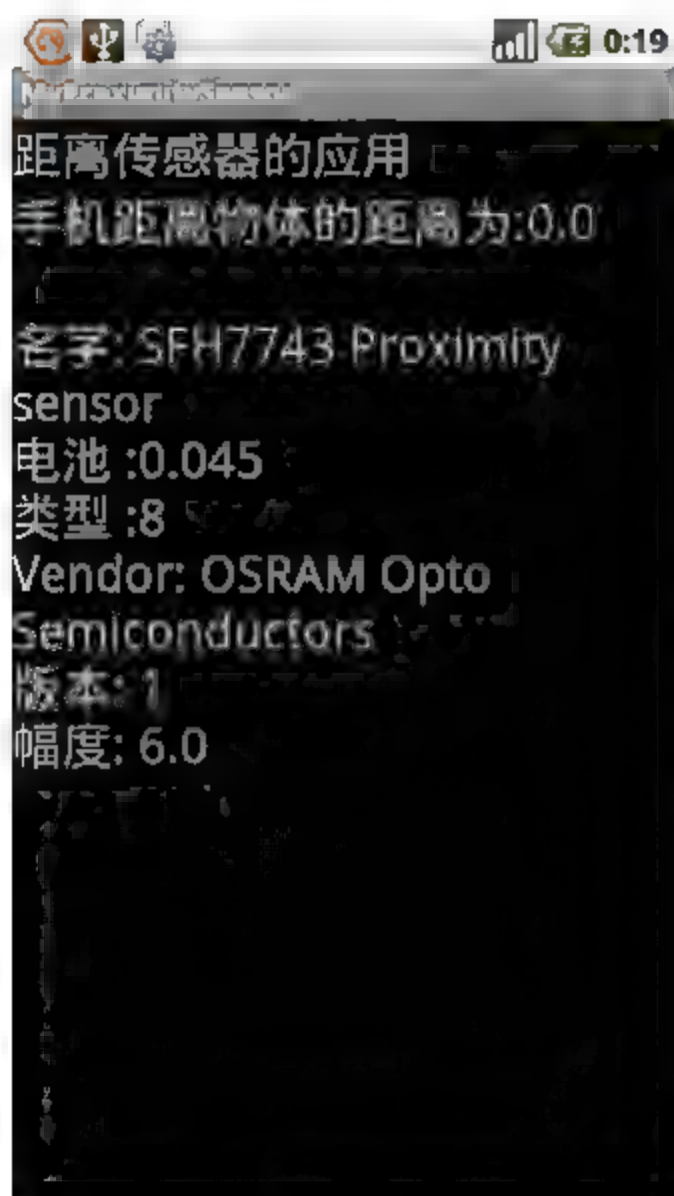 0:19
距离传感器的应用
手机距离物体的距离为:0.0
名字: SFH7743 Proximity
sensor
电池 :0.045
类型 :8
Vendor: OSRAM Opto
Semiconductors
版本: 1
幅度: 6.0